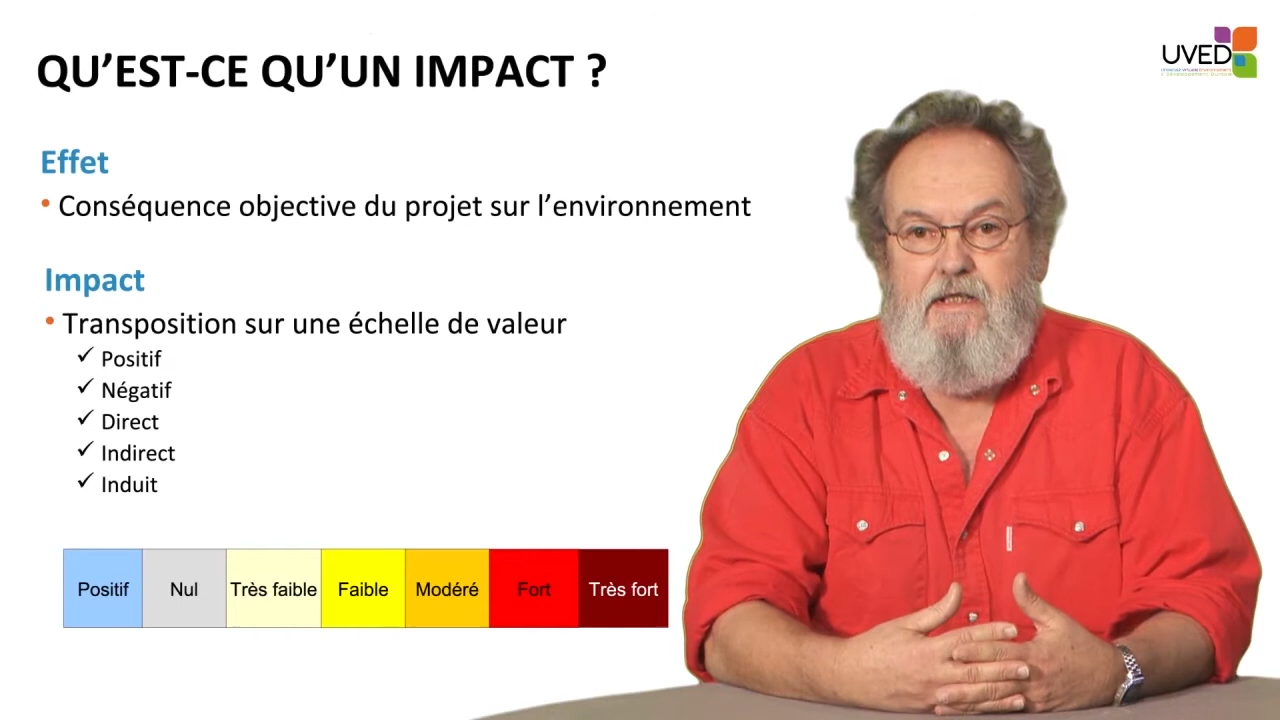 QU’EST-CE QU’UN IMPACT ?
UVED
Effet
• Conséquence objective du projet sur l’environnement
Impact
• Transposition sur une échelle de valeur
✓ Positif
✓ Négatif
✓ Direct
✓ Indirect
✓ Induit
Positif Nul Très faible Faible Modéré Fort Très fort